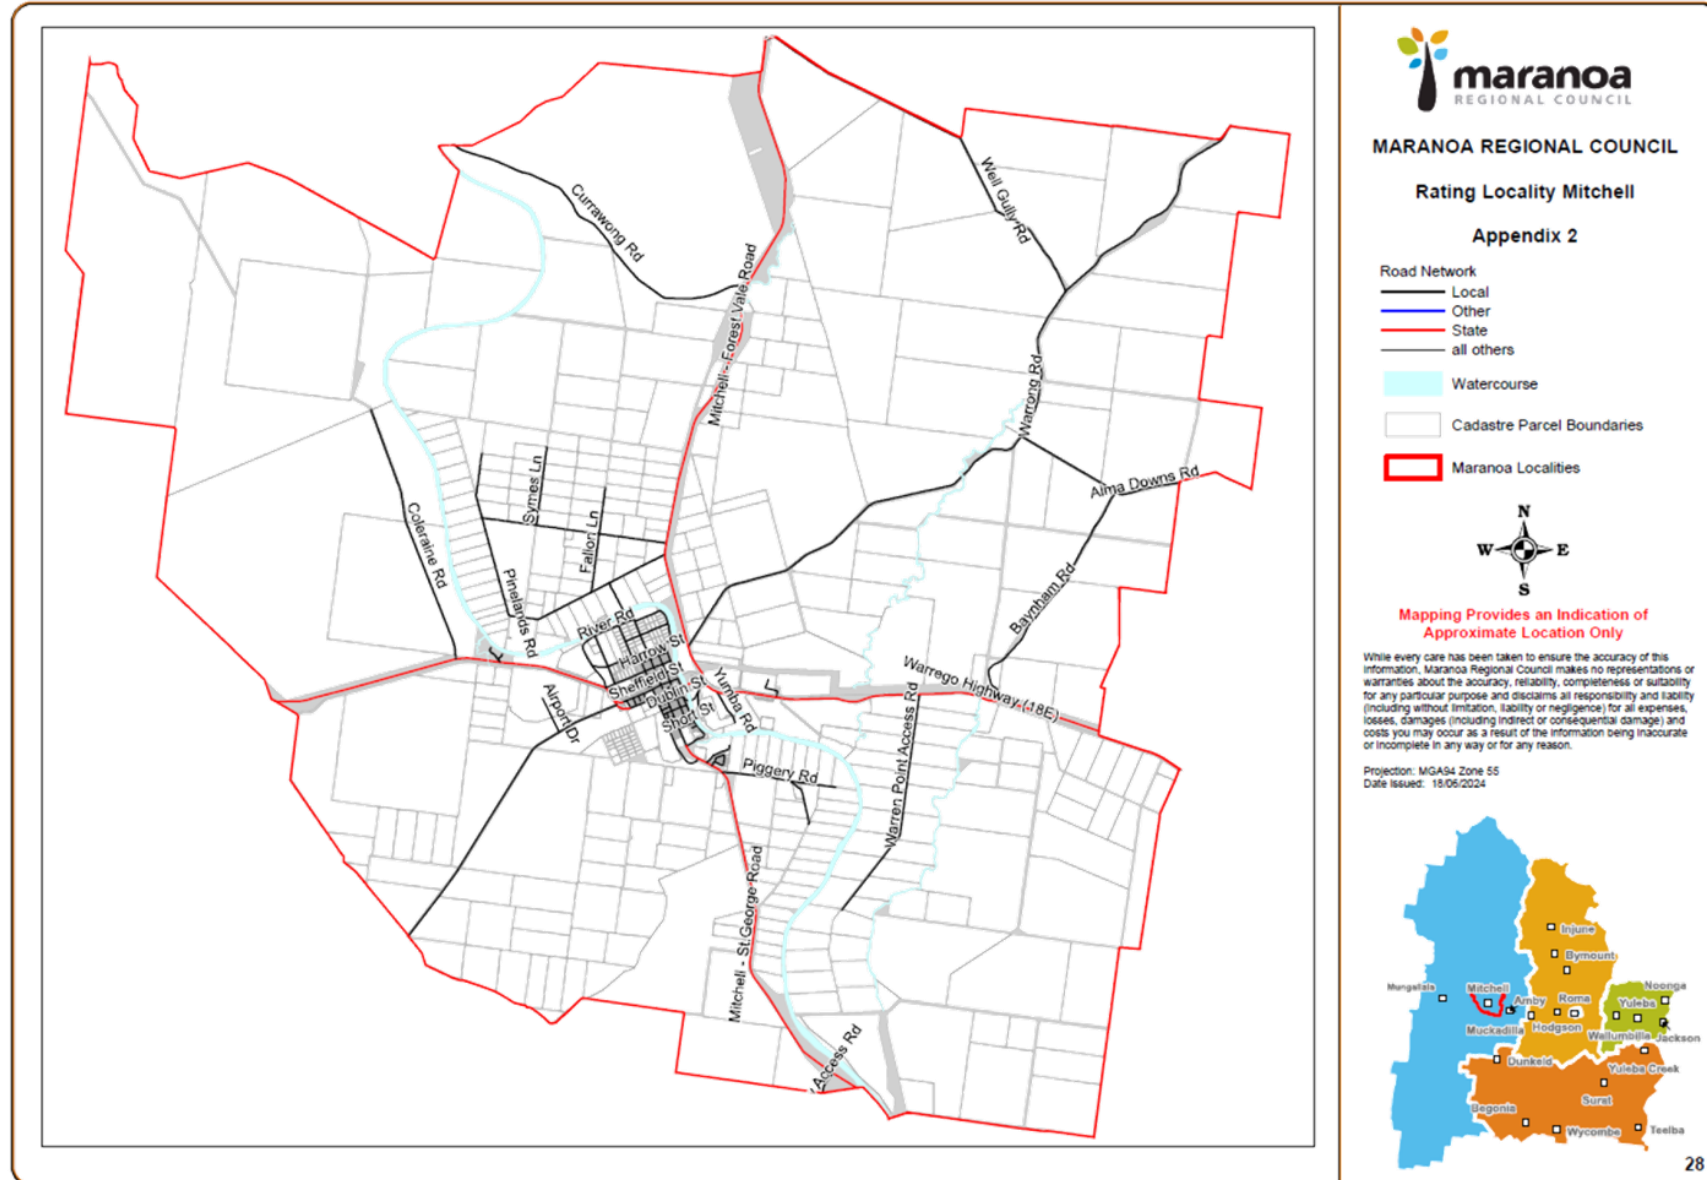 maranoa
REGIONAL COUNCIL
MARANOA REGIONAL COUNCIL
Rating Locality Mitchell
Appendix 2
Road Network
Local
Other
State
all others
Watercourse
Cadastre Parcel Boundaries
Maranoa Localities
N
W E
S
Mapping Provides an Indication of
Approximate Location Only
While every care has been taken to ensure the accuracy of this
information, Maranoa Regional Council makes no representations or
warranties about the accuracy, reliability, completeness or suitability
for any particular purpose and disclaims all responsibility and liability
(including without limitation, liability or negligence) for all expenses,
losses, damages (including indirect or consequential damage) and
costs you may occur as a result of the information being inaccurate
or incomplete in any way or for any reason.
Projection: MGA94 Zone 55
Date Issued: 18/06/2024
Currawong Rd
Well Gully Rd
Mitchell - Forest Vale Road
Warrong Rd
Alma Downs Rd
Symes Ln
Fallon Ln
Coleraine Rd
Pinelands Rd
Baynham Rd
River Rd
Harrow St
Sheffield St
Dublin St
Short St
Yumba Rd
Warrego Highway (18E)
Airport Dr
Piggery Rd
Warren Point Access Rd
Mitchell - St George Road
Access Rd
Injune
Bymount
Mungallala
Mitchell
Amby
Roma
Noonga
Yuleba
Muckadilla
Hodgson
Wallumbilla
Jackson
Dunkeld
Yuleba Creek
Surat
Begonia
Wycombe
Teelba
28